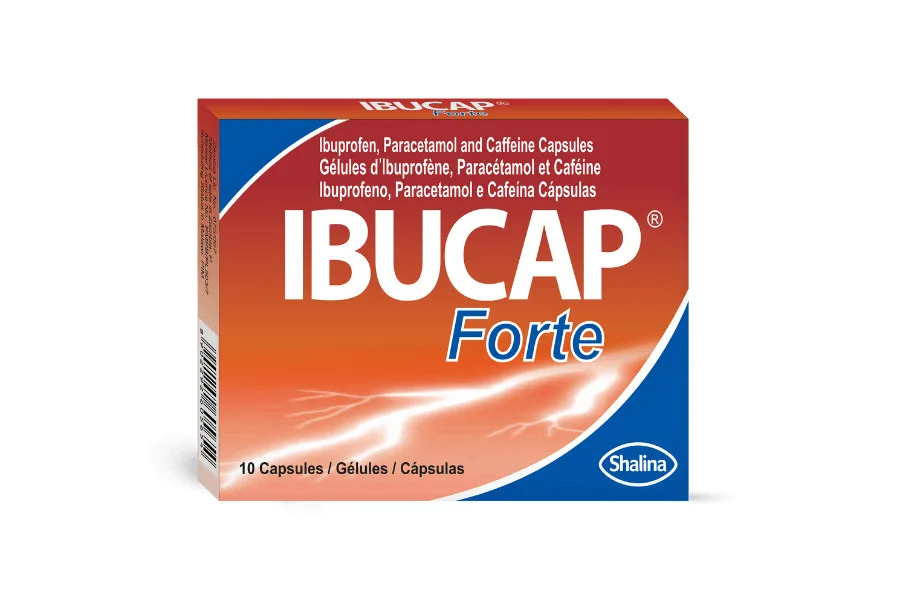 IBUCAP®
Forte
Ibuprofen, Paracetamol and Caffeine Capsules
Gélules d'Ibuprofène, Paracétamol et Caféine
Ibuprofeno, Paracetamol e Cafeína Cápsulas
IBUCAP®
Forte
10 Capsules / Gélules / Cápsulas
Shalina